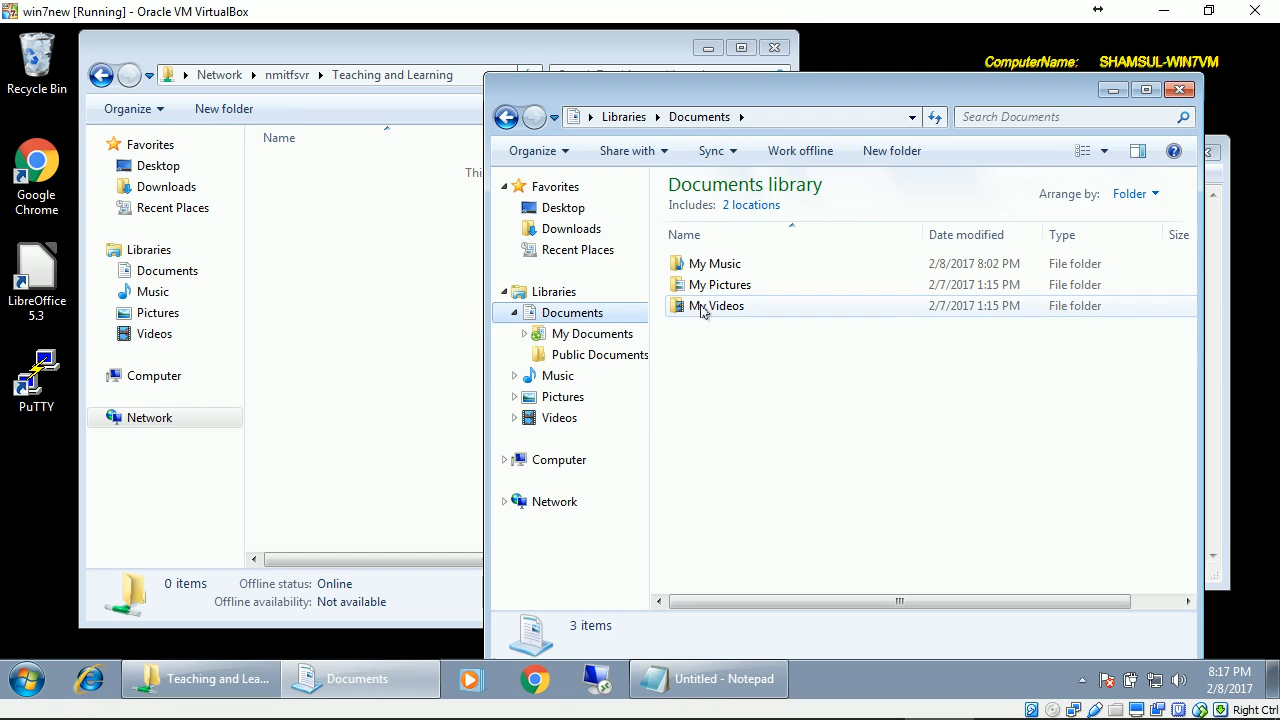 win7new [Running] - Oracle VM VirtualBox
ComputerName: SHAMSUL-WIN7VM
Recycle Bin
Google Chrome
LibreOffice 5.3
PuTTY
Network
nmitfsvr
Teaching and Learning
Organize
New folder
Name
Thi
Favorites
Desktop
Downloads
Recent Places
Libraries
Documents
Music
Pictures
Videos
Computer
Network
0 items
Offline status: Online
Offline availability: Not available
Libraries
Documents
Search Documents
Organize
Share with
Sync
Work offline
New folder
Favorites
Desktop
Downloads
Recent Places
Libraries
Documents
My Documents
Public Documents
Music
Pictures
Videos
Computer
Network
Documents library
Includes: 2 locations
Arrange by: Folder
Name Date modified Type Size
My Music 2/8/2017 8:02 PM File folder
My Pictures 2/7/2017 1:15 PM File folder
My Videos 2/7/2017 1:15 PM File folder
3 items
Teaching and Lea...
Documents
Untitled - Notepad
8:17 PM
2/8/2017
Right Ctrl